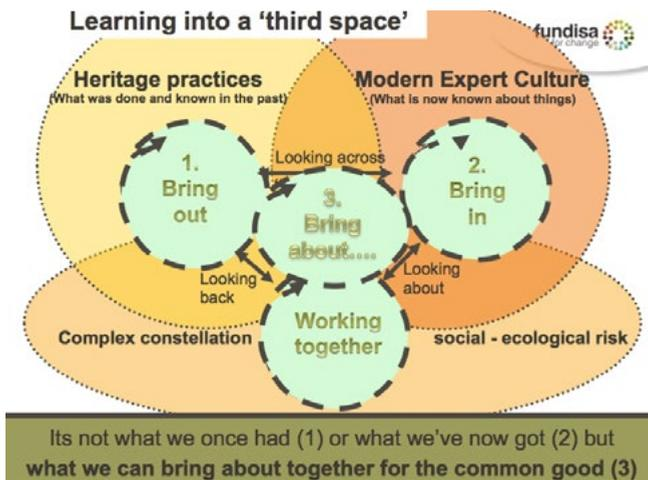 Learning into a ‘third space’
fundisa
for change
Heritage practices
(What was done and known in the past)
Modern Expert Culture
(What is now known about things)
Looking across
1.
Bring
out
2.
Bring
in
3.
Bring
about....
Looking
back
Looking
about
Complex constellation
Working
together
social - ecological risk
Its not what we once had (1) or what we’ve now got (2) but
what we can bring about together for the common good (3)